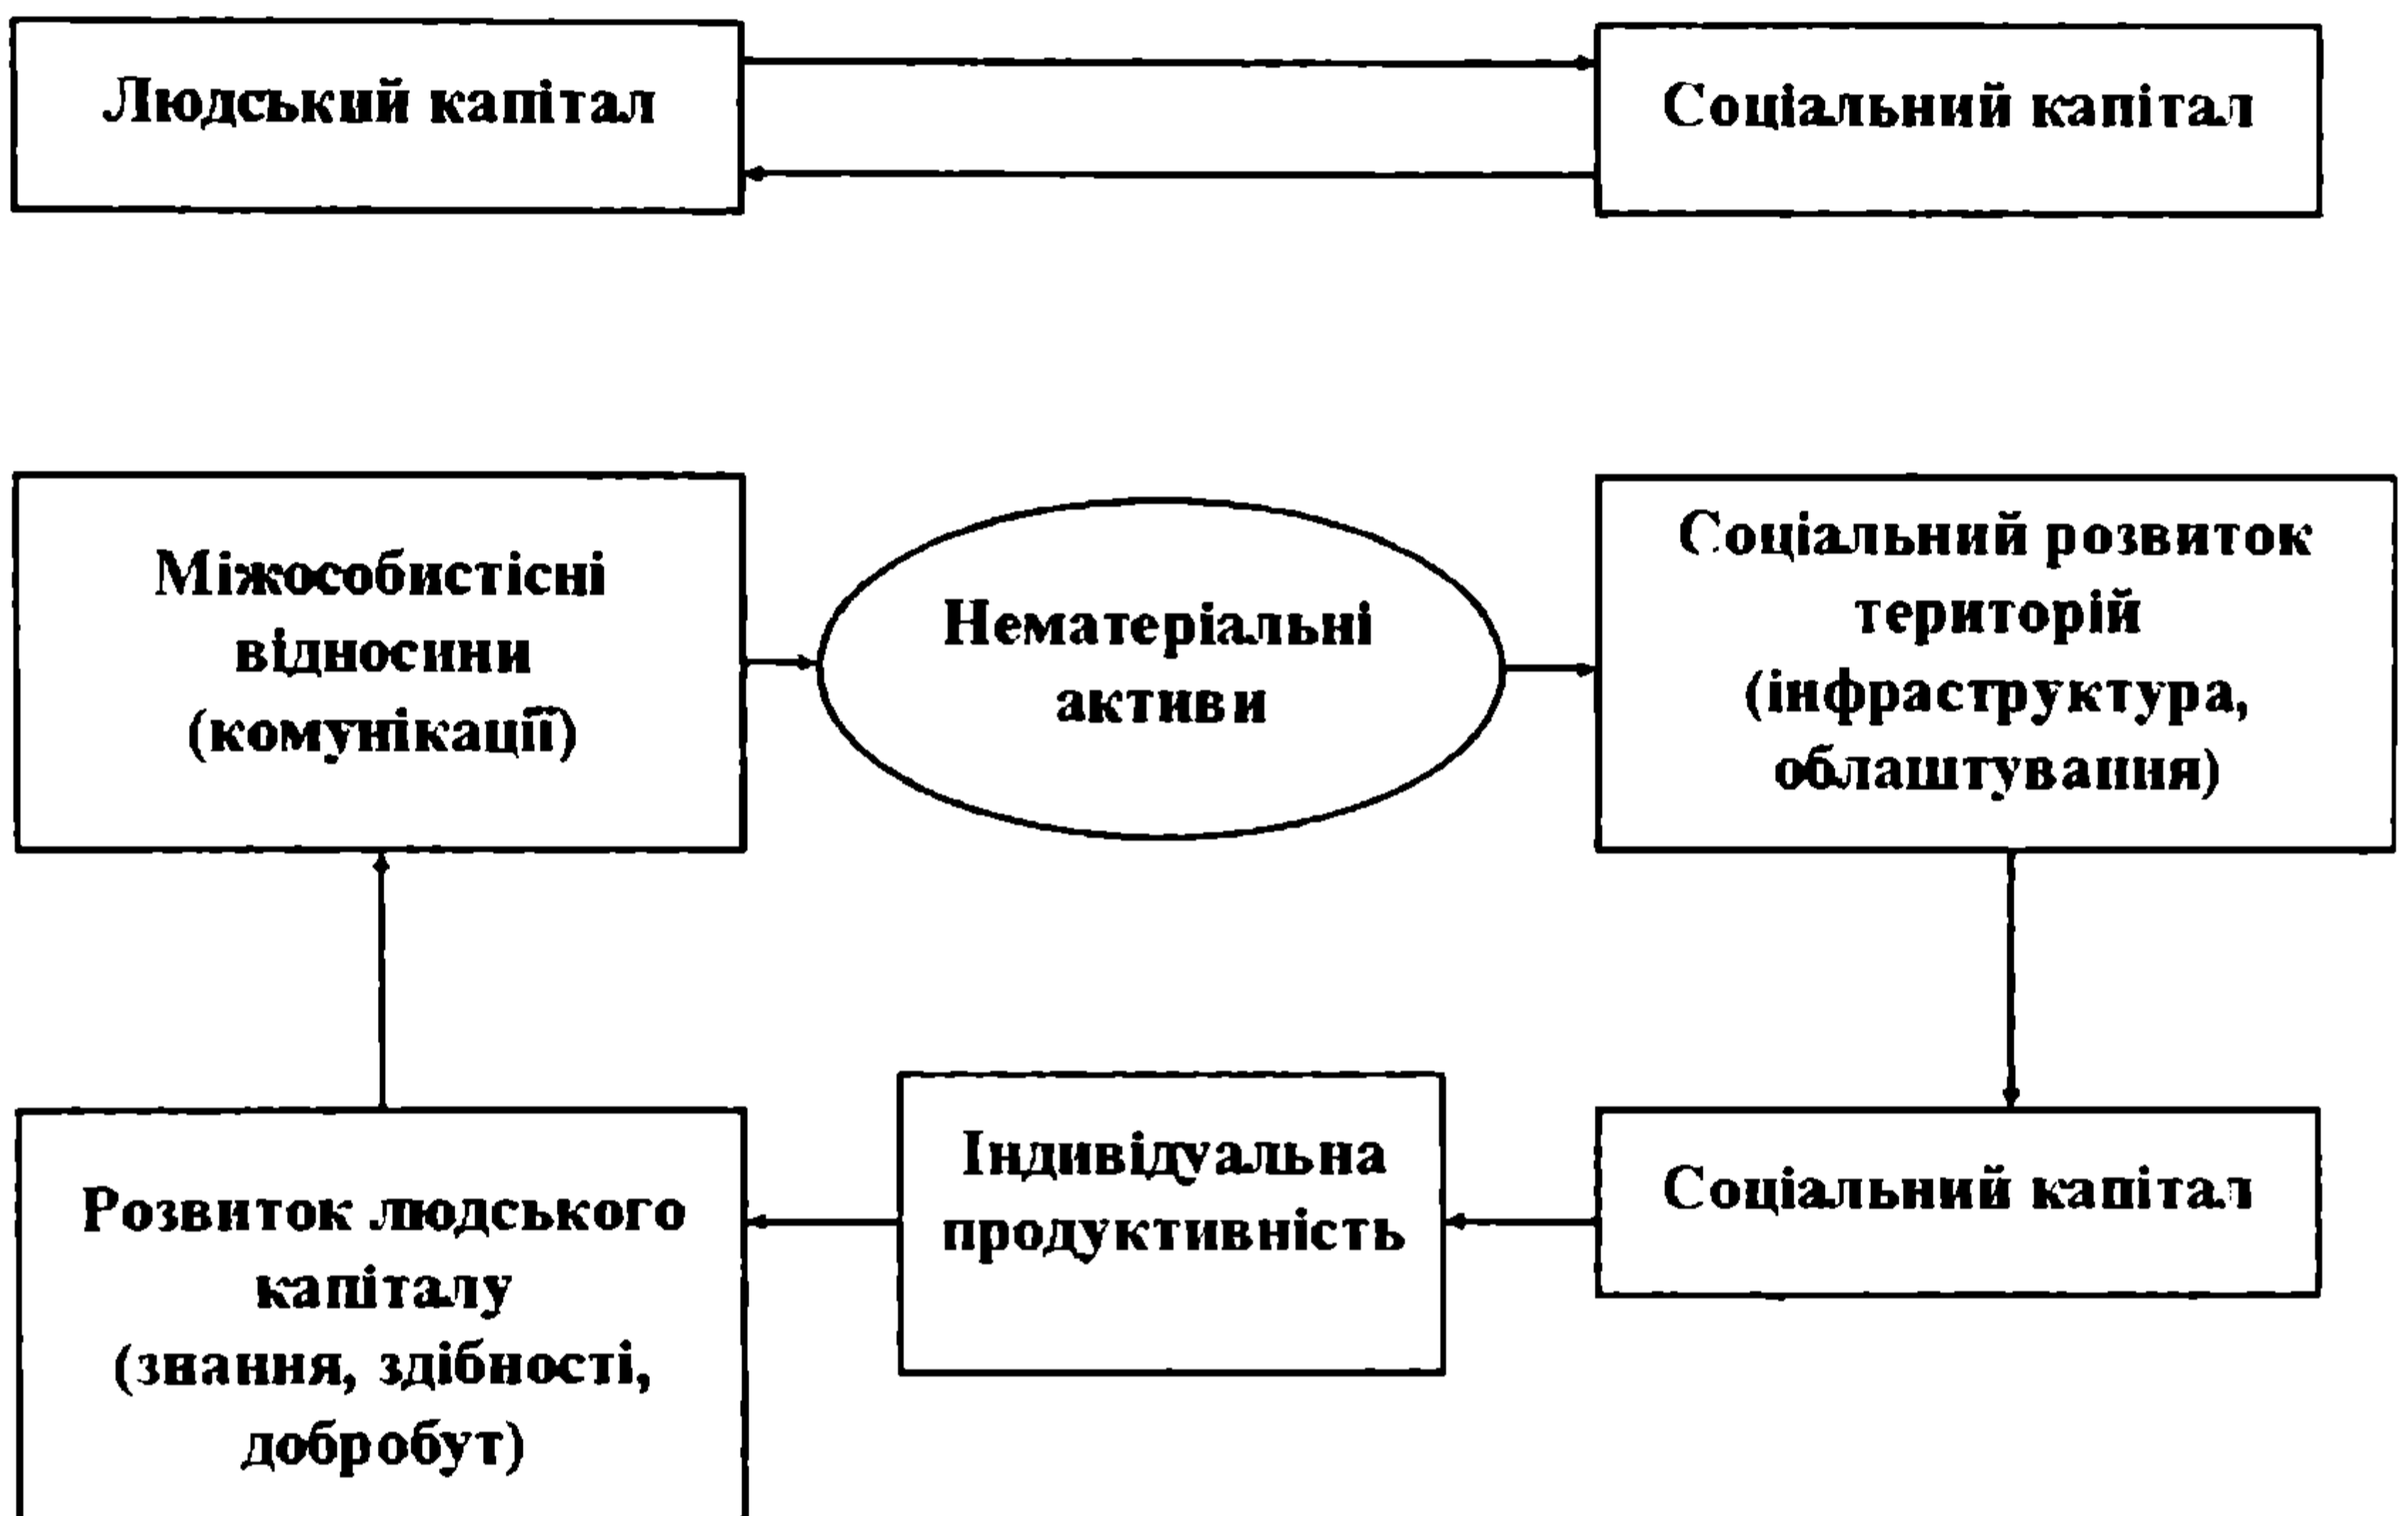 Людський капітал
Соціальний капітал
Міжособистісні
відносини
(комунікації)
Нематеріальні
активи
Соціальний розвиток
територій
(інфраструктура,
облаштування)
Розвиток людського
капіталу
(знання, здібності,
добробут)
Індивідуальна
продуктивність
Соціальний капітал